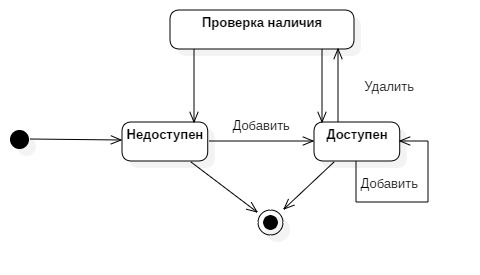 Проверка наличия
Удалить
Добавить
Недоступен
Доступен
Добавить